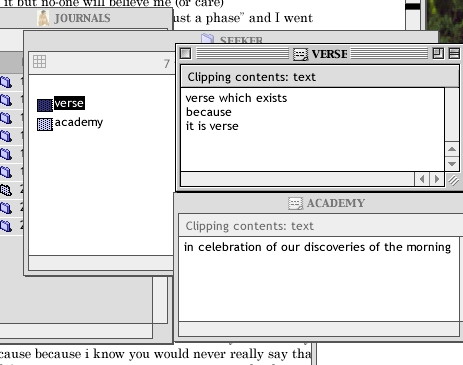 it but no-one will believe me (or care)
JOURNALS
just a phase" and I went
SEEKER
7
verse
academy
VERSE
Clipping contents: text
verse which exists
because
it is verse
ACADEMY
Clipping contents: text
in celebration of our discoveries of the morning
cause because i know you would never really say tha